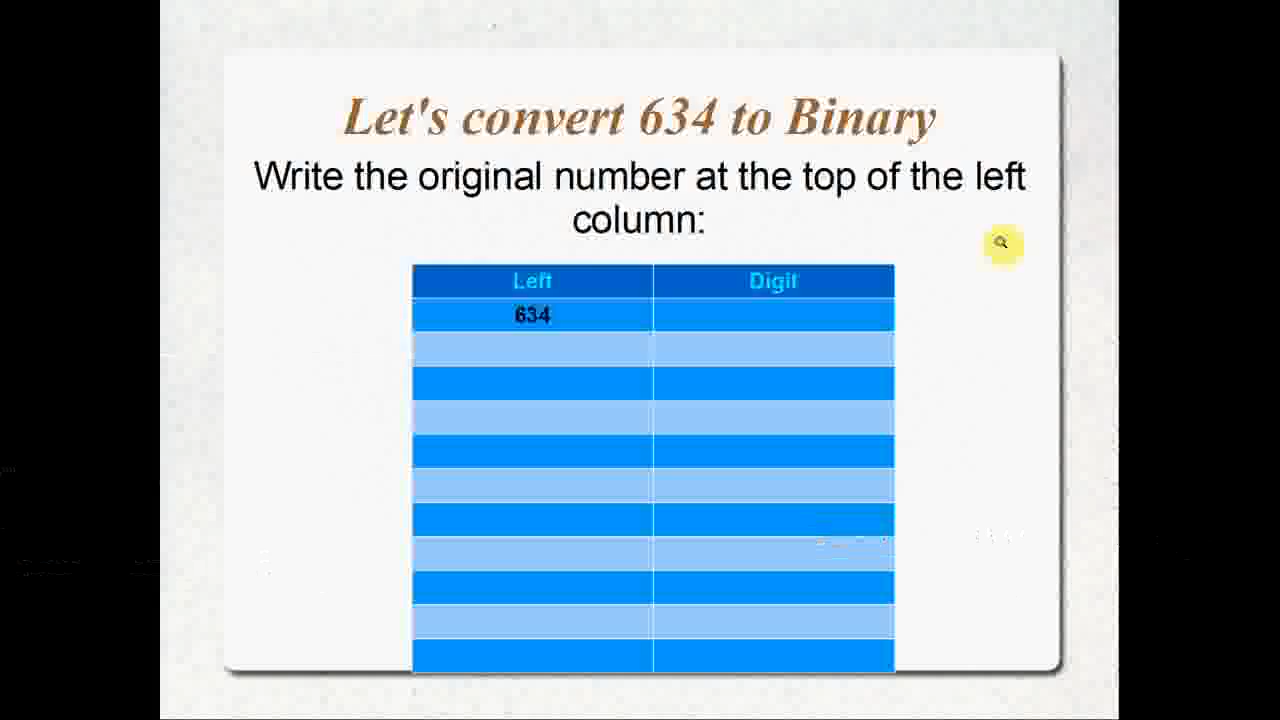 Let's convert 634 to Binary
Write the original number at the top of the left
column:
Left Digit
634